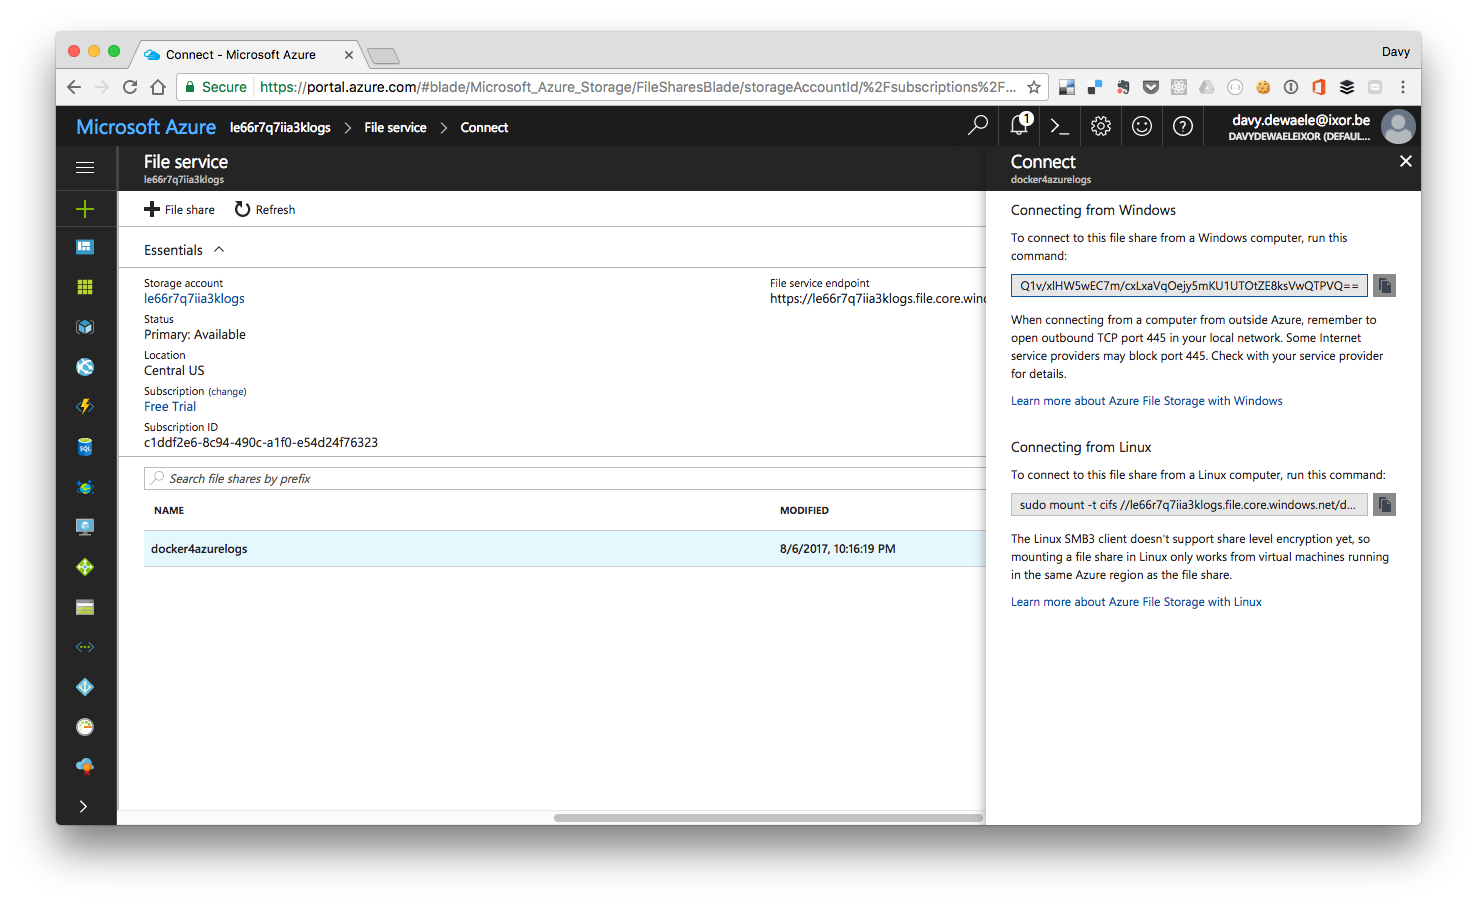 Connect - Microsoft Azure
Davy
Secure https://portal.azure.com/#blade/Microsoft_Azure_Storage/FileSharesBlade/storageAccountId/%2Fsubscriptions%2F...
Microsoft Azure le66r7q7iia3klogs > File service > Connect
1
davy.dewaele@ixor.be
DAVYDEWAELEIXOR (DEFAUL...
File service
le66r7q7iia3klogs
File share Refresh
Essentials
Storage account
le66r7q7iia3klogs
Status
Primary: Available
Location
Central US
Subscription (change)
Free Trial
Subscription ID
c1ddf2e6-8c94-490c-a1f0-e54d24f76323
File service endpoint
https://le66r7q7iia3klogs.file.core.wind
Search file shares by prefix
NAME MODIFIED
docker4azurelogs 8/6/2017, 10:16:19 PM
Connect
docker4azurelogs
Connecting from Windows
To connect to this file share from a Windows computer, run this
command:
Q1v/xlHW5wEC7m/cxLxaVqOejy5mKU1UTOtZE8ksVwQTPVQ==
When connecting from a computer from outside Azure, remember to
open outbound TCP port 445 in your local network. Some Internet
service providers may block port 445. Check with your service provider
for details.
Learn more about Azure File Storage with Windows
Connecting from Linux
To connect to this file share from a Linux computer, run this command:
sudo mount -t cifs //le66r7q7iia3klogs.file.core.windows.net/d...
The Linux SMB3 client doesn't support share level encryption yet, so
mounting a file share in Linux only works from virtual machines running
in the same Azure region as the file share.
Learn more about Azure File Storage with Linux